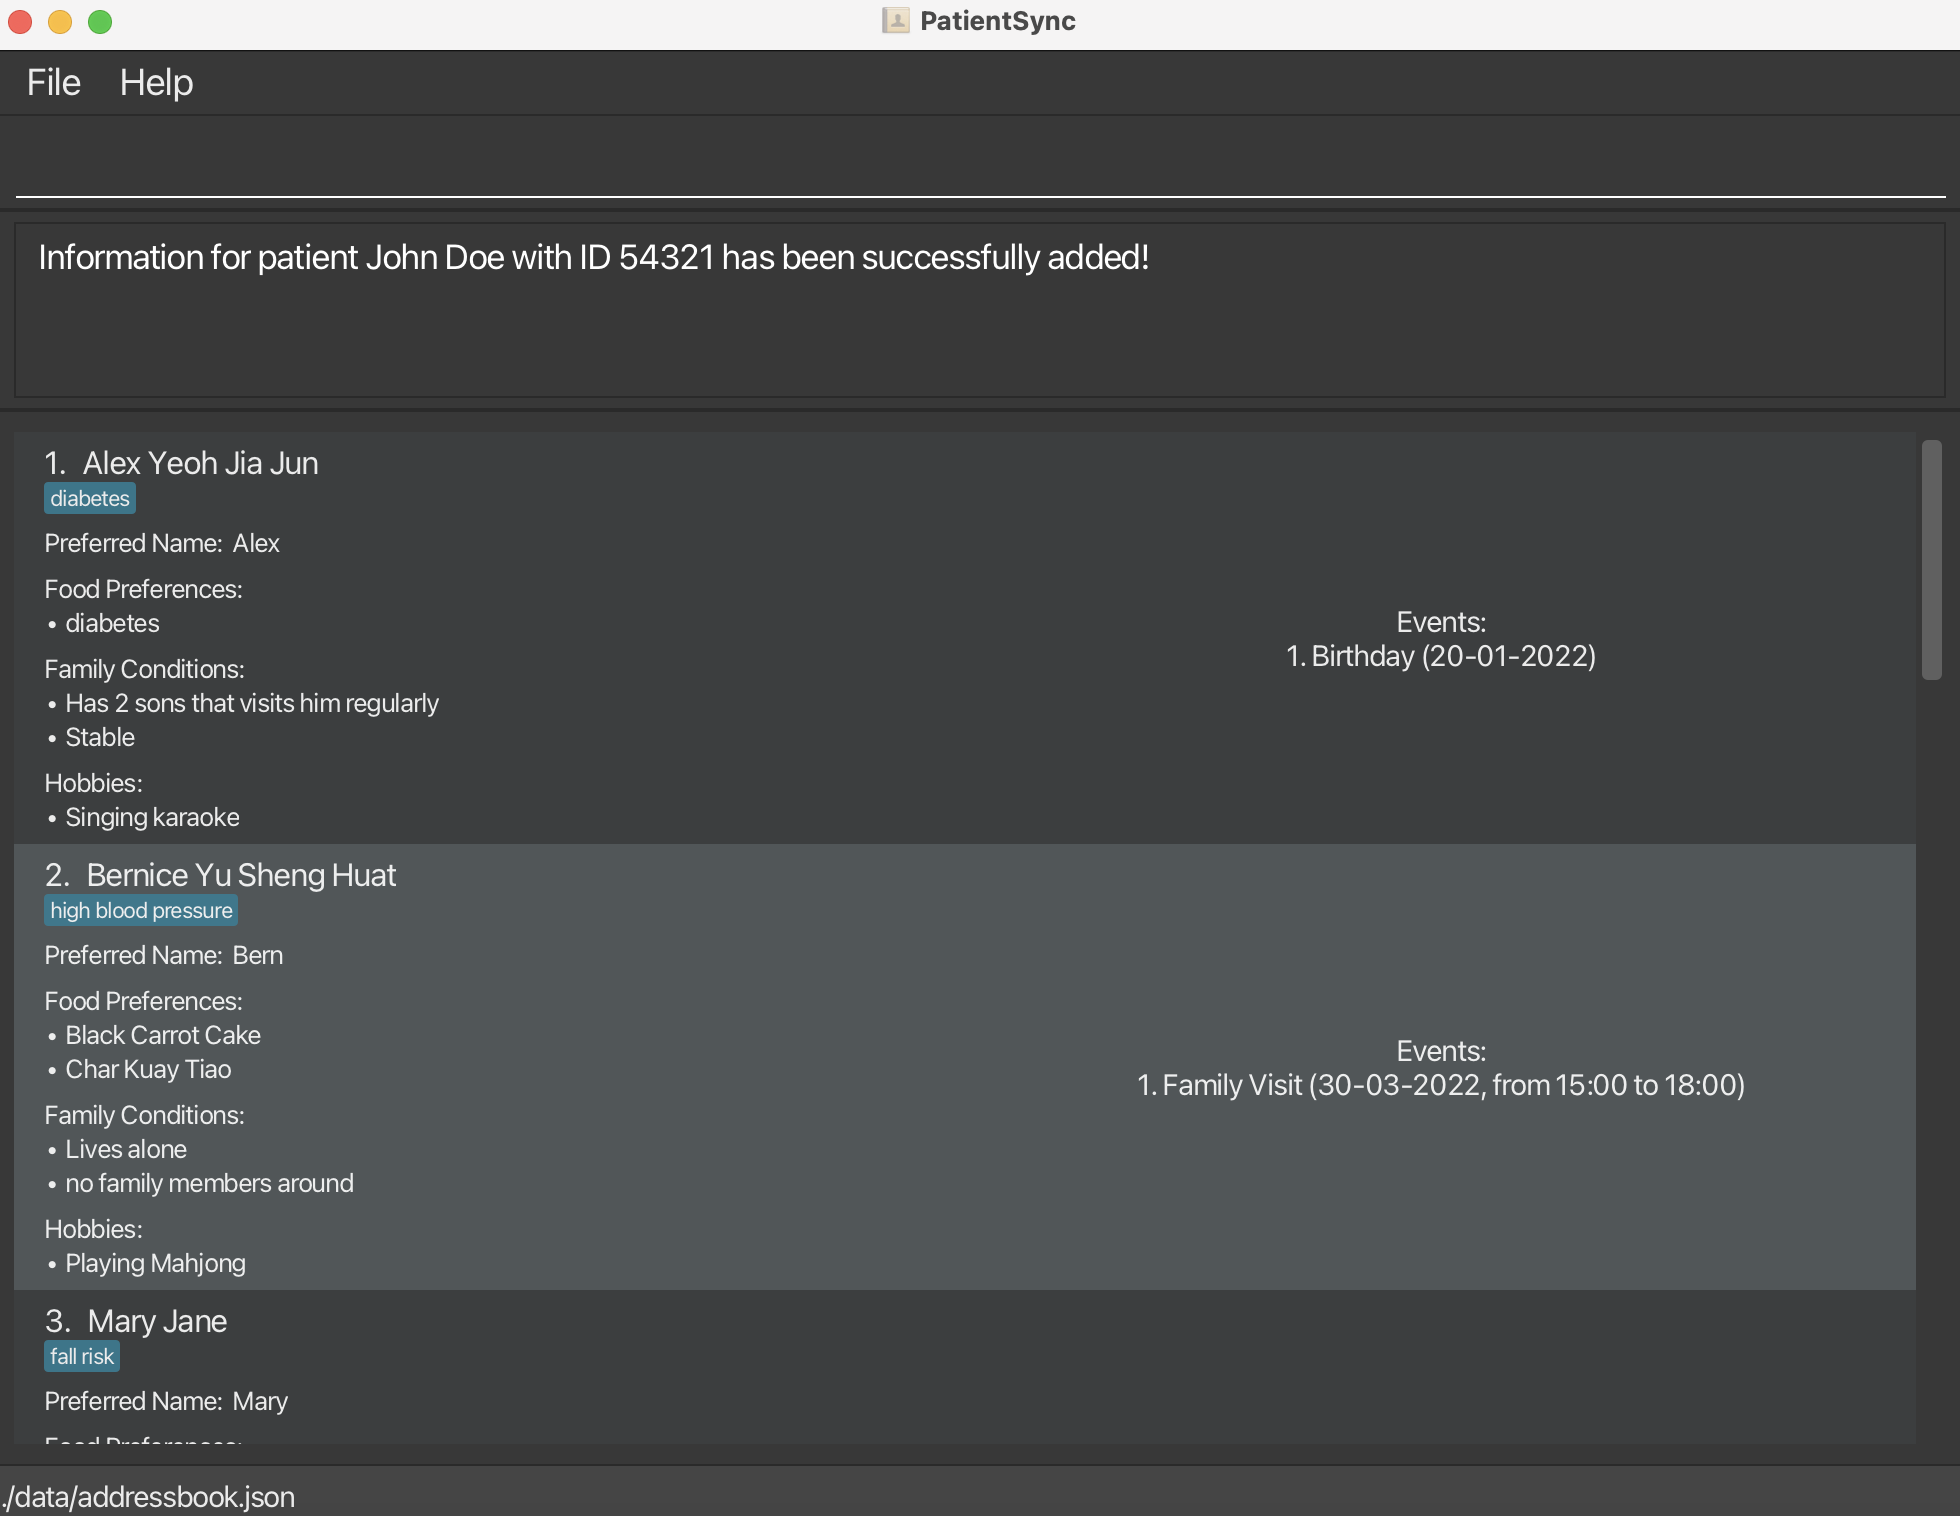 PatientSync
File Help
Information for patient John Doe with ID 54321 has been successfully added!
1. Alex Yeoh Jia Jun
diabetes
Preferred Name: Alex
Food Preferences:
• diabetes
Family Conditions:
• Has 2 sons that visits him regularly
• Stable
Hobbies:
• Singing karaoke
Events:
1. Birthday (20-01-2022)
2. Bernice Yu Sheng Huat
high blood pressure
Preferred Name: Bern
Food Preferences:
• Black Carrot Cake
• Char Kuay Tiao
Family Conditions:
• Lives alone
• no family members around
Hobbies:
• Playing Mahjong
Events:
1. Family Visit (30-03-2022, from 15:00 to 18:00)
3. Mary Jane
fall risk
Preferred Name: Mary
Food Preferences:
./data/addressbook.json